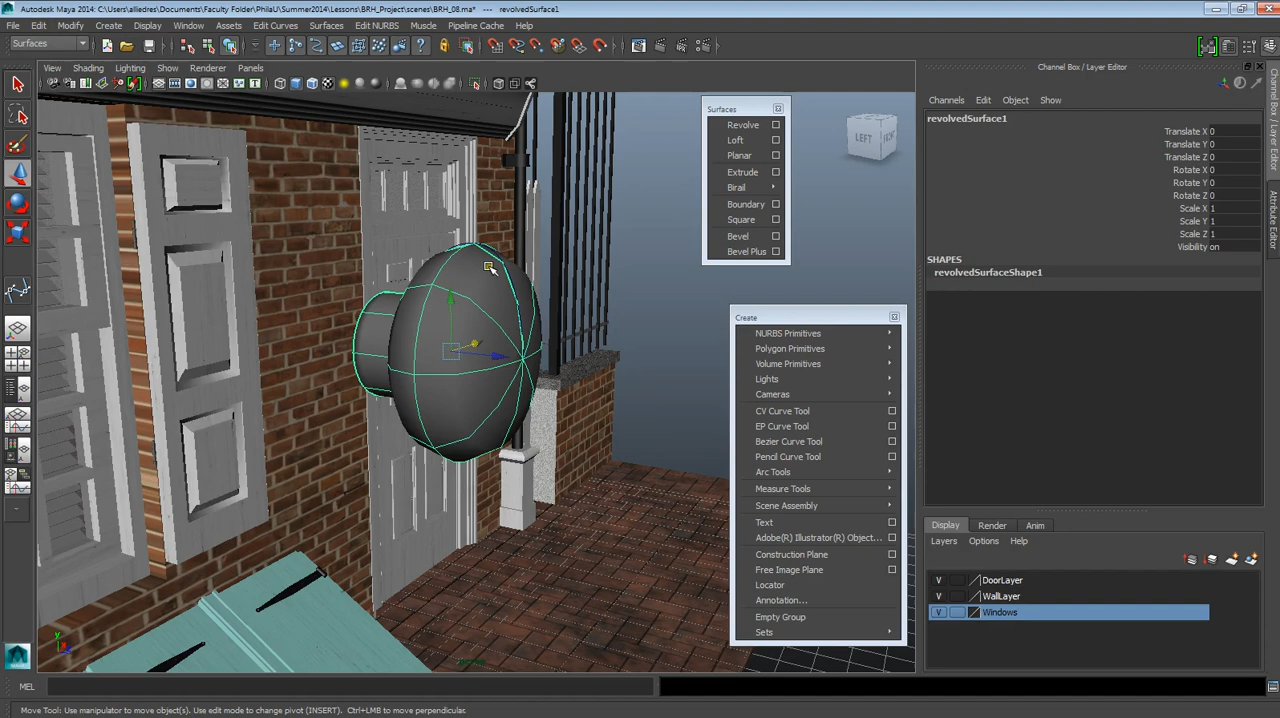 Autodesk Maya 2014: C:\Users\alliedres\Documents\Faculty Folder\PhilaU\Summer2014\Lessons\BRH_Project\scenes\BRH_08.ma* --- revolvedSurface1
File Edit Modify Create Display Window Assets Edit Curves Surfaces Edit NURBS Muscle Pipeline Cache Help
Surfaces
View Shading Lighting Show Renderer Panels
LEFT FRONT
Surfaces
Revolve
Loft
Planar
Extrude
Birail
Boundary
Square
Bevel
Bevel Plus
Create
NURBS Primitives
Polygon Primitives
Volume Primitives
Lights
Cameras
CV Curve Tool
EP Curve Tool
Bezier Curve Tool
Pencil Curve Tool
Arc Tools
Measure Tools
Scene Assembly
Text
Adobe(R) Illustrator(R) Object...
Construction Plane
Free Image Plane
Locator
Annotation...
Empty Group
Sets
Channel Box / Layer Editor
Channels Edit Object Show
revolvedSurface1
Translate X 0
Translate Y 0
Translate Z 0
Rotate X 0
Rotate Y 0
Rotate Z 0
Scale X 1
Scale Y 1
Scale Z 1
Visibility on
SHAPES
revolvedSurfaceShape1
Display Render Anim
Layers Options Help
V DoorLayer
V WallLayer
V Windows
Channel Box / Layer Editor
Attribute Editor
y
x
MEL
Move Tool: Use manipulator to move object(s). Use edit mode to change pivot (INSERT). Ctrl+LMB to move perpendicular.